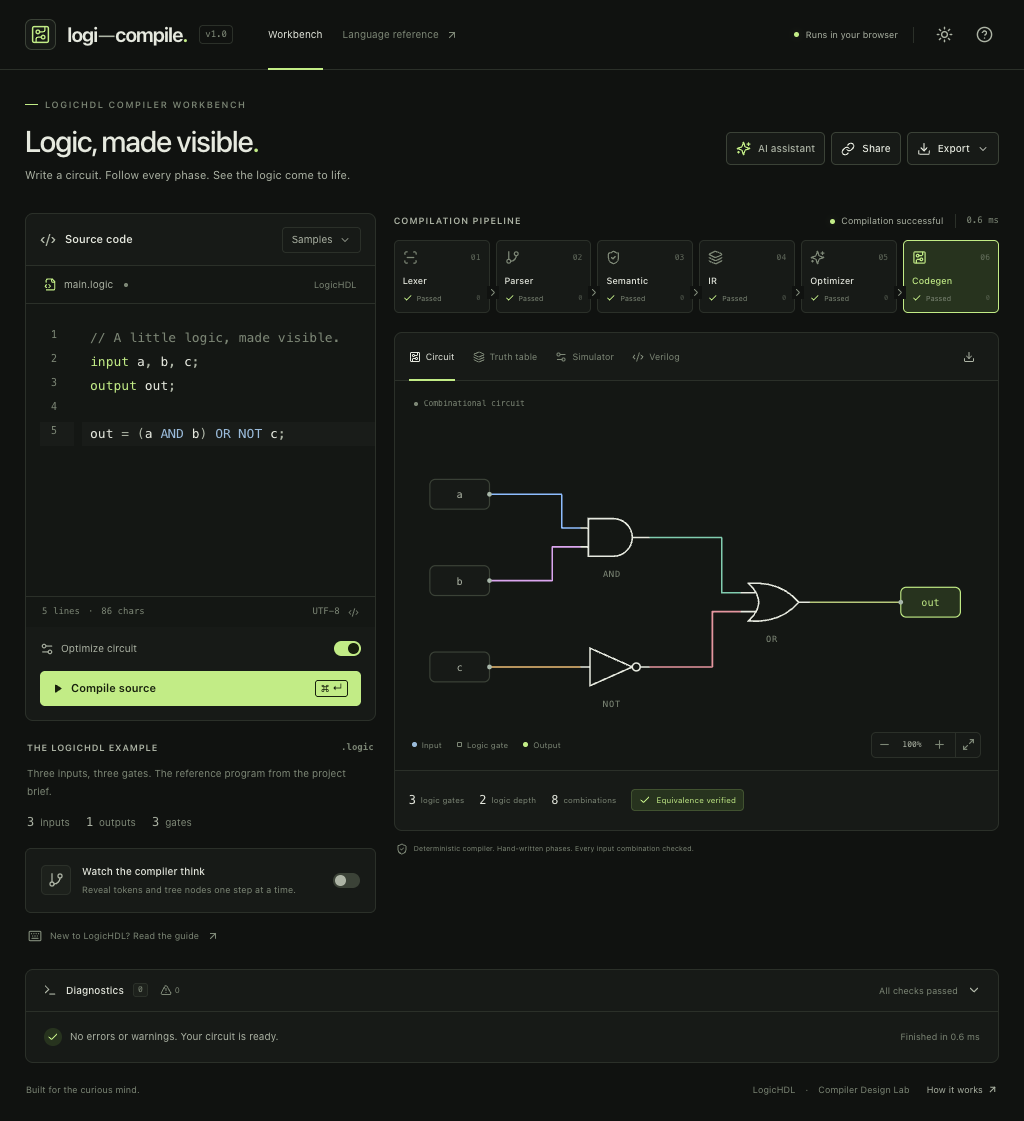 logi—compile. v1.0 Workbench Language reference Runs in your browser
LOGICHDL COMPILER WORKBENCH
Logic, made visible.
Write a circuit. Follow every phase. See the logic come to life.
AI assistant Share Export
Source code Samples
main.logic LogicHDL
1 // A little logic, made visible.
2 input a, b, c;
3 output out;
4
5 out = (a AND b) OR NOT c;
5 lines · 86 chars UTF-8
Optimize circuit
Compile source ⌘ ↵
THE LOGICHDL EXAMPLE .logic
Three inputs, three gates. The reference program from the project
brief.
3 inputs 1 outputs 3 gates
Watch the compiler think
Reveal tokens and tree nodes one step at a time.
New to LogicHDL? Read the guide
COMPILATION PIPELINE Compilation successful 0.6 ms
01 02 03 04 05 06
Lexer Parser Semantic IR Optimizer Codegen
Passed 0 Passed 0 Passed 0 Passed 0 Passed 0 Passed 0
Circuit Truth table Simulator Verilog
Combinational circuit
a
b
c
AND
OR
NOT
out
Input Logic gate Output 100%
3 logic gates 2 logic depth 8 combinations Equivalence verified
Deterministic compiler. Hand-written phases. Every input combination checked.
Diagnostics 0 0 All checks passed
No errors or warnings. Your circuit is ready. Finished in 0.6 ms
Built for the curious mind. LogicHDL · Compiler Design Lab How it works